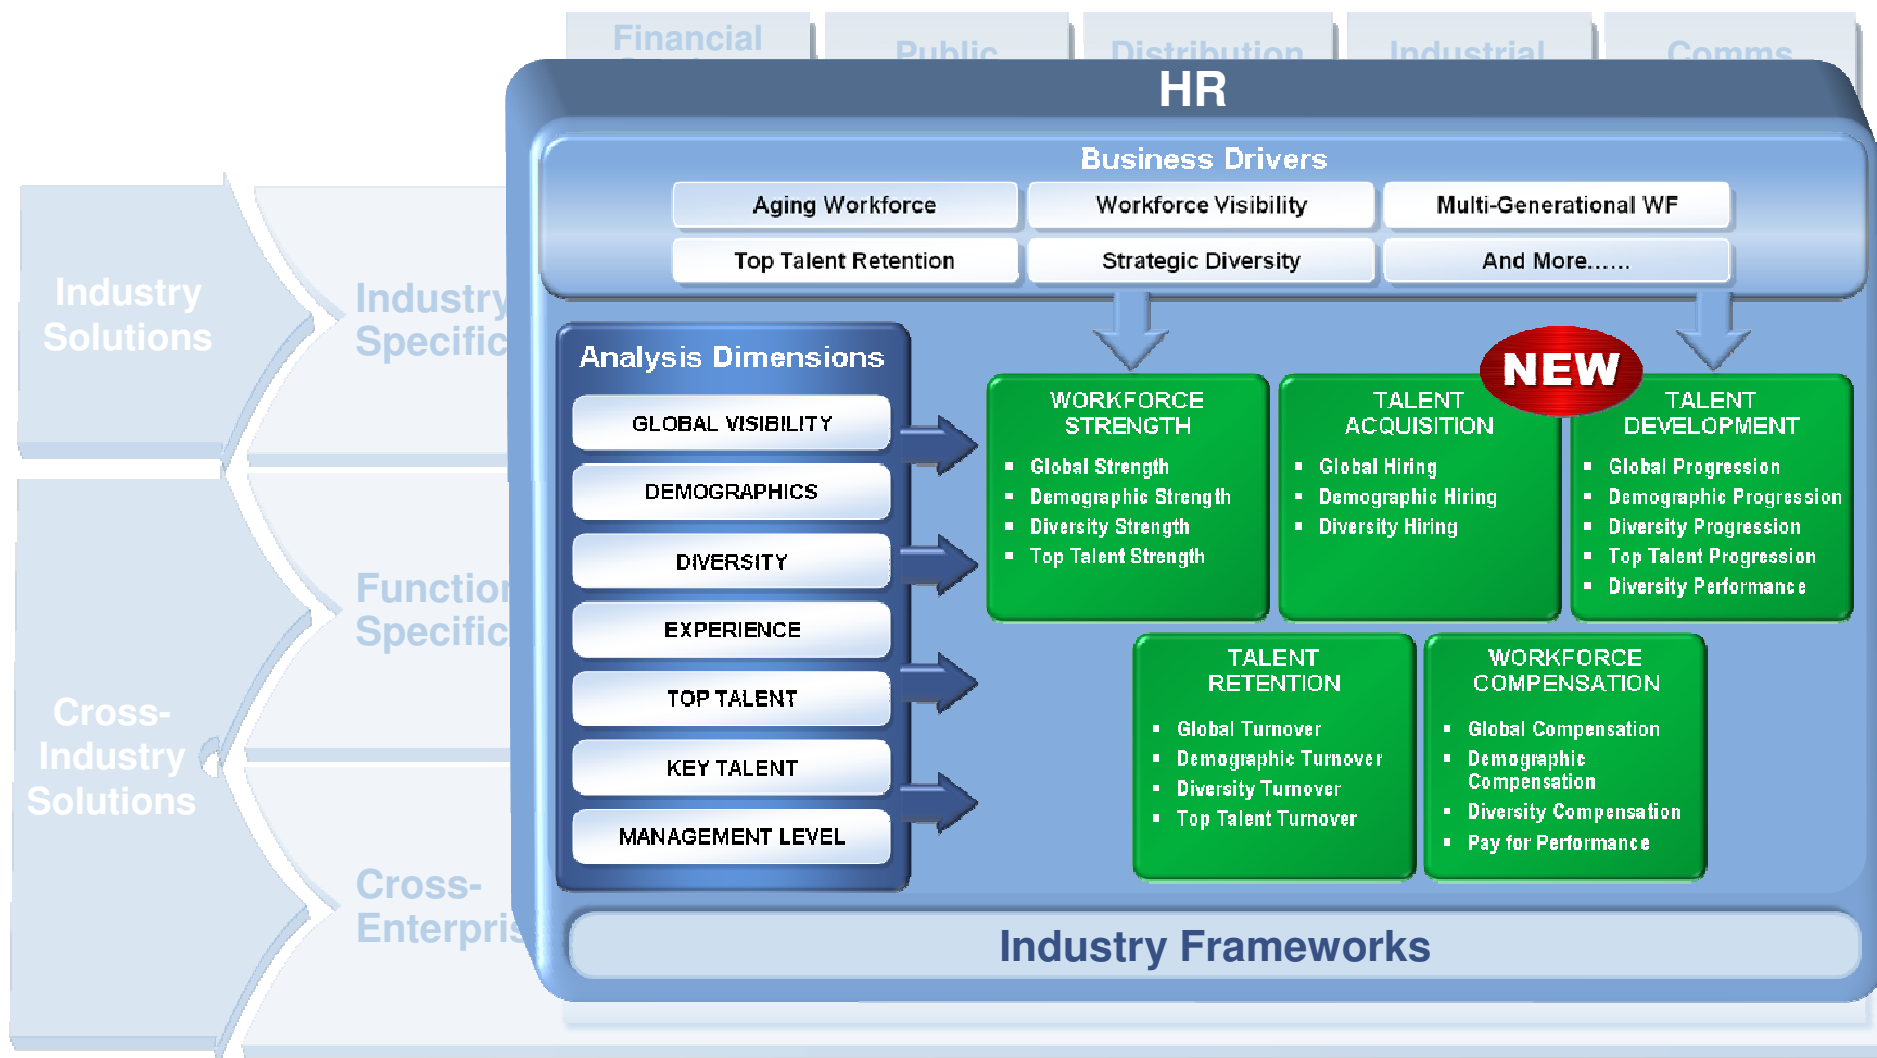 Financial
Public
Distribution
Industrial
Comms
HR
Business Drivers
Aging Workforce
Workforce Visibility
Multi-Generational WF
Top Talent Retention
Strategic Diversity
And More......
Industry
Solutions
Industry
Specific
Analysis Dimensions
GLOBAL VISIBILITY
DEMOGRAPHICS
DIVERSITY
EXPERIENCE
TOP TALENT
KEY TALENT
MANAGEMENT LEVEL
NEW
WORKFORCE
STRENGTH
▪ Global Strength
▪ Demographic Strength
▪ Diversity Strength
▪ Top Talent Strength
TALENT
ACQUISITION
▪ Global Hiring
▪ Demographic Hiring
▪ Diversity Hiring
TALENT
DEVELOPMENT
▪ Global Progression
▪ Demographic Progression
▪ Diversity Progression
▪ Top Talent Progression
▪ Diversity Performance
Function
Specific
TALENT
RETENTION
▪ Global Turnover
▪ Demographic Turnover
▪ Diversity Turnover
▪ Top Talent Turnover
WORKFORCE
COMPENSATION
▪ Global Compensation
▪ Demographic
Compensation
▪ Diversity Compensation
▪ Pay for Performance
Cross-
Industry
Solutions
Cross-
Enterpris
Industry Frameworks